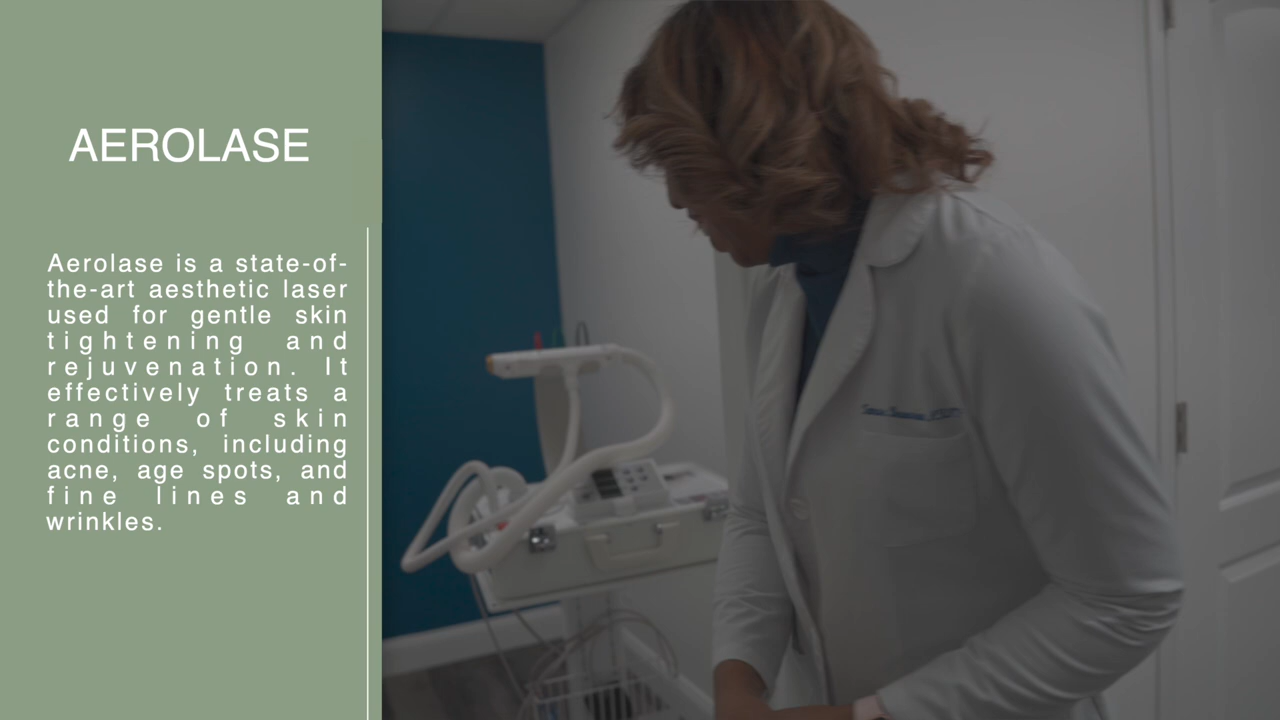 AEROLASE
Aerolase is a state-of-
the-art aesthetic laser
used for gentle skin
tightening and
rejuvenation. It
effectively treats a
range of skin
conditions, including
acne, age spots, and
fine lines and
wrinkles.